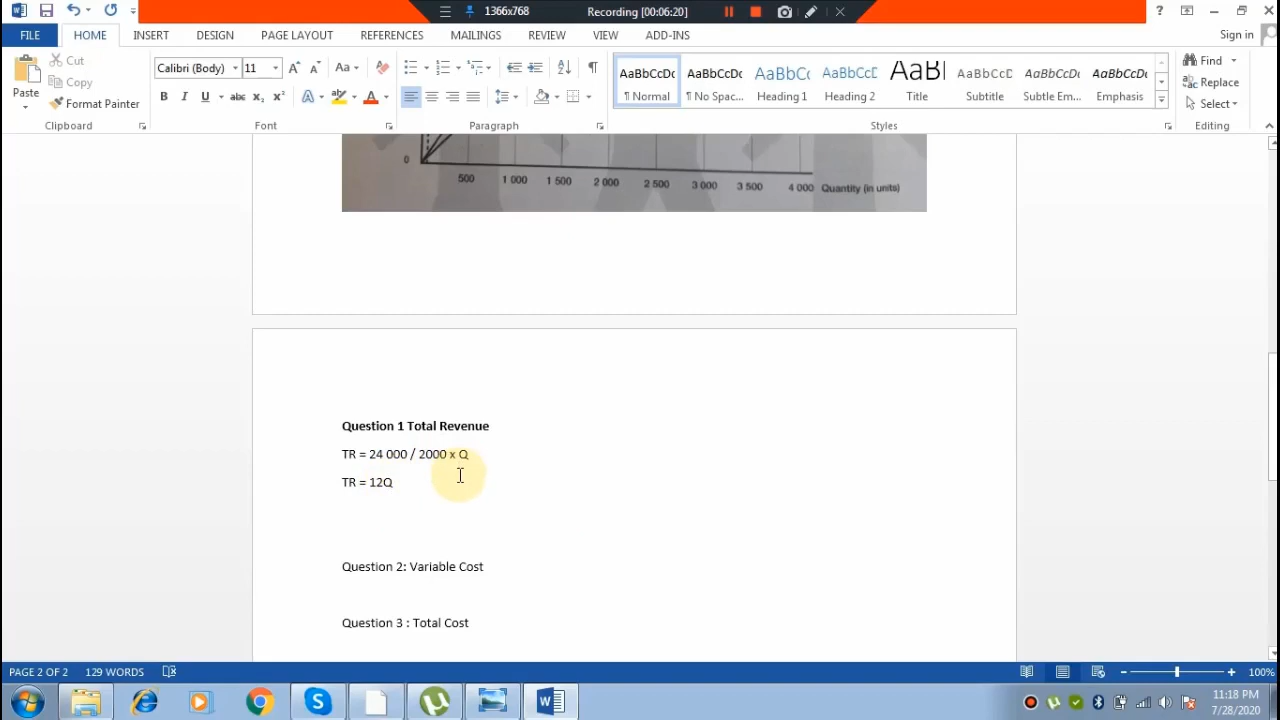 1366x768
Recording (00:06:20)
?
FILE
HOME
INSERT
DESIGN
PAGE LAYOUT
REFERENCES
MAILINGS
REVIEW
VIEW
ADD-INS
Sign in
Paste
Cut
Copy
Format Painter
Clipboard
Calibri (Body)
11
Aa
B I U abc x₂ x²
A
A
Font
Paragraph
AaBbCcDc
¶ Normal
AaBbCcDc
¶ No Spac...
AaBbCc
Heading 1
AaBbCcD
Heading 2
AaBl
Title
AaBbCcD
Subtitle
AaBbCcDc
Subtle Em...
AaBbCcDc
Emphasis
Styles
Find
Replace
Select
Editing
0
500 1 000 1 500 2 000 2 500 3 000 3 500 4 000 Quantity (in units)
Question 1 Total Revenue
TR = 24 000 / 2000 x Q
TR = 12Q
Question 2: Variable Cost
Question 3 : Total Cost
PAGE 2 OF 2
129 WORDS
100%
11:18 PM
7/28/2020